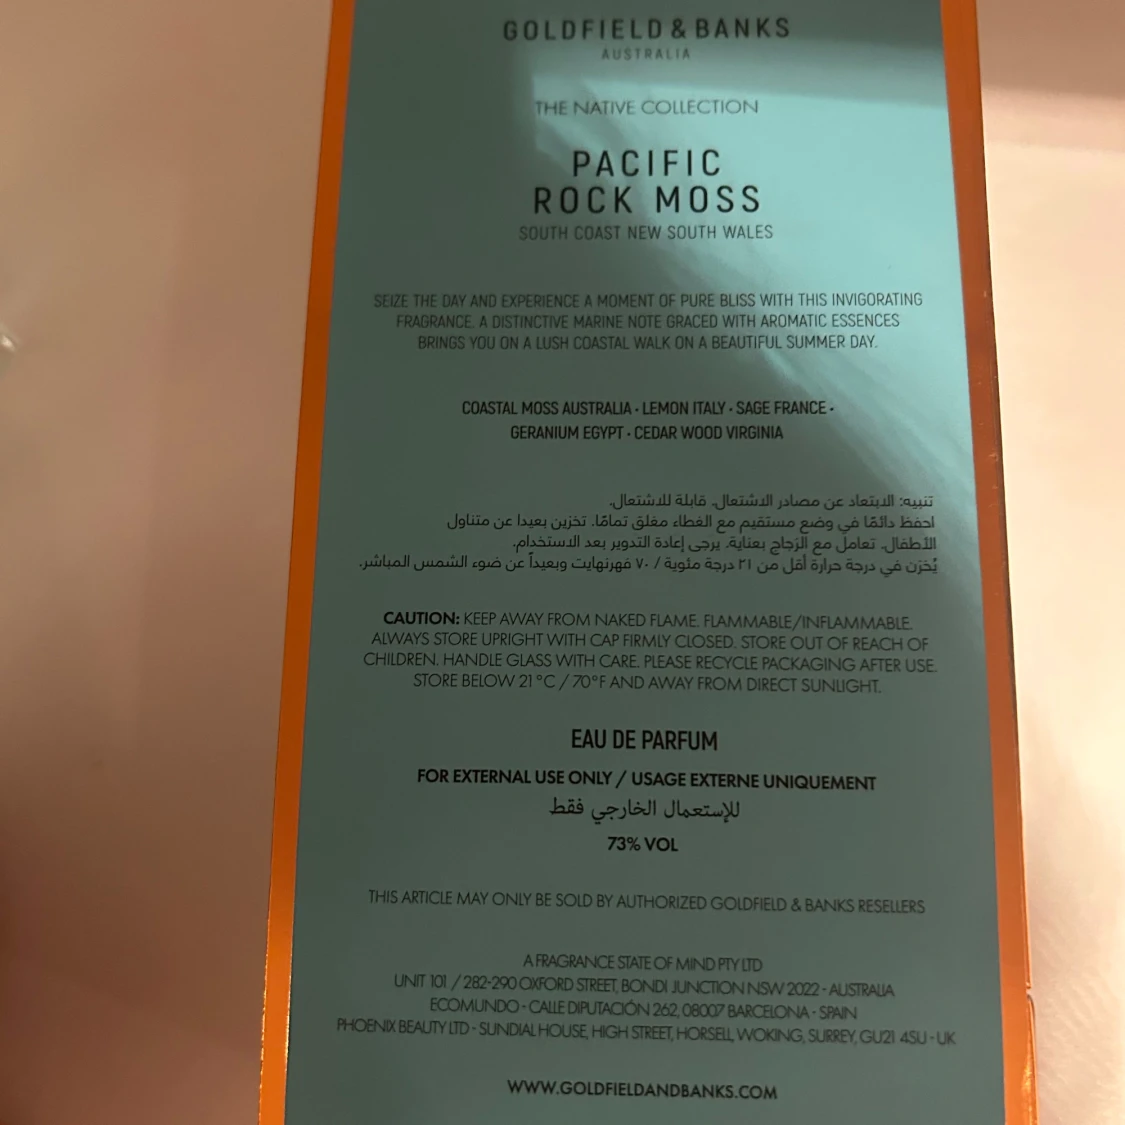 GOLDFIELD & BANKS
AUSTRALIA
THE NATIVE COLLECTION
PACIFIC
ROCK MOSS
SOUTH COAST NEW SOUTH WALES
SEIZE THE DAY AND EXPERIENCE A MOMENT OF PURE BLISS WITH THIS INVIGORATING
FRAGRANCE. A DISTINCTIVE MARINE NOTE GRACED WITH AROMATIC ESSENCES
BRINGS YOU ON A LUSH COASTAL WALK ON A BEAUTIFUL SUMMER DAY.
COASTAL MOSS AUSTRALIA · LEMON ITALY · SAGE FRANCE ·
GERANIUM EGYPT · CEDAR WOOD VIRGINIA
تنبيه: الابتعاد عن مصادر الاشتعال. قابلة للاشتعال.
احفظ دائمًا في وضع مستقيم مع الغطاء مغلق تمامًا. تخزين بعيدا عن متناول
الأطفال. تعامل مع الزجاج بعناية. يرجى إعادة التدوير بعد الاستخدام.
يُخزن في درجة حرارة أقل من ٢١ درجة مئوية / ٧٠ فهرنهايت وبعيداً عن ضوء الشمس المباشر.
CAUTION: KEEP AWAY FROM NAKED FLAME. FLAMMABLE/INFLAMMABLE.
ALWAYS STORE UPRIGHT WITH CAP FIRMLY CLOSED. STORE OUT OF REACH OF
CHILDREN. HANDLE GLASS WITH CARE. PLEASE RECYCLE PACKAGING AFTER USE.
STORE BELOW 21°C / 70°F AND AWAY FROM DIRECT SUNLIGHT.
EAU DE PARFUM
FOR EXTERNAL USE ONLY / USAGE EXTERNE UNIQUEMENT
للإستعمال الخارجي فقط
73% VOL
THIS ARTICLE MAY ONLY BE SOLD BY AUTHORIZED GOLDFIELD & BANKS RESELLERS
A FRAGRANCE STATE OF MIND PTY LTD
UNIT 101 / 282-290 OXFORD STREET, BONDI JUNCTION NSW 2022 - AUSTRALIA
ECOMUNDO - CALLE DIPUTACIÓN 262, 08007 BARCELONA - SPAIN
PHOENIX BEAUTY LTD - SUNDIAL HOUSE, HIGH STREET, HORSELL, WOKING, SURREY, GU21 4SU - UK
WWW.GOLDFIELDANDBANKS.COM